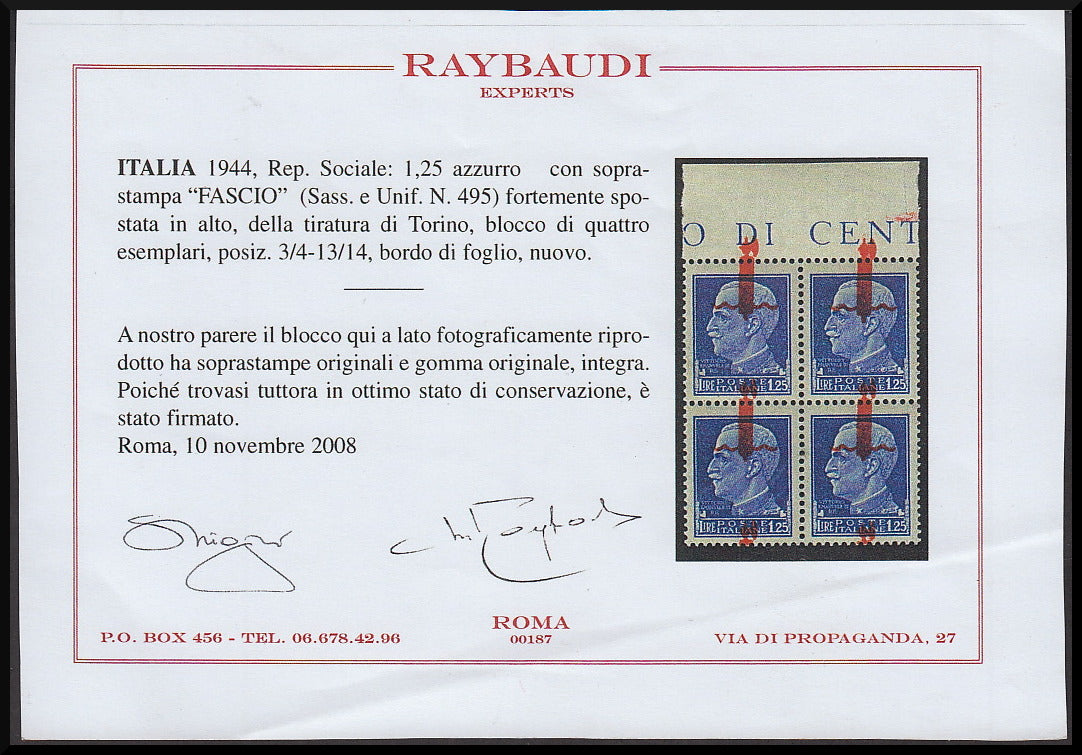 RAYBAUDI
EXPERTS
ITALIA 1944, Rep. Sociale: 1,25 azzurro con sopra-
stampa “FASCIO” (Sass. e Unif. N. 495) fortemente spo-
stata in alto, della tiratura di Torino, blocco di quattro
esemplari, posiz. 3/4-13/14, bordo di foglio, nuovo.
A nostro parere il blocco qui a lato fotograficamente ripro-
dotto ha soprastampe originali e gomma originale, integra.
Poiché trovasi tuttora in ottimo stato di conservazione, è
stato firmato.
Roma, 10 novembre 2008
O DI CENT
LIRE POSTE ITALIANE 1,25
LIRE POSTE ITALIANE 1,25
LIRE POSTE ITALIANE 1,25
LIRE POSTE ITALIANE 1,25
ROMA
00187
P.O. BOX 456 - TEL. 06.678.42.96
VIA DI PROPAGANDA, 27